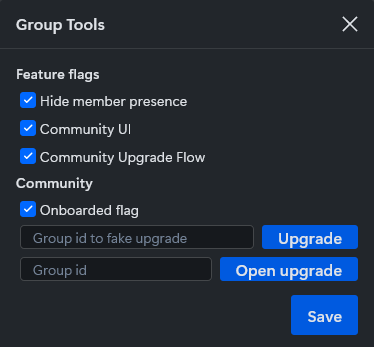 Group Tools
Feature flags
Hide member presence
Community UI
Community Upgrade Flow
Community
Onboarded flag
Group id to fake upgrade
Upgrade
Group id
Open upgrade
Save